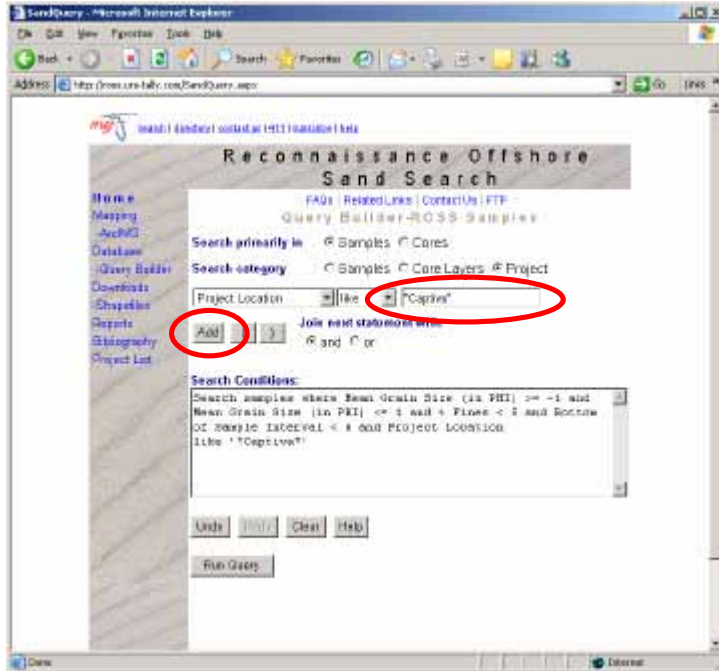 SandQuery - Microsoft Internet Explorer
File Edit View Favorites Tools Help
Back Search Favorites
Address Go Links
search | directory | contact us | 411 | subscribe | help
Reconnaissance Offshore
Sand Search
FAQs | Related Links | Contact Us | FTP
Query Builder-ROSS Samples
Home
Mapping
-ArcIMS
Database
-Query Builder
Downloads
-Shapefiles
Reports
Bibliography
Project List
Search primarily in Samples Cores
Search category Samples Core Layers Project
Project Location like "Captiva"
Add ( ) Join next statement with:
and or
Search Conditions:
Search samples where Mean Grain Size (in PHI) >= -1 and
Mean Grain Size (in PHI) <= 1 and % Fines < 5 and Bottom
of Sample Interval < 6 and Project Location
like '"Captiva"'
Undo Redo Clear Help
Run Query
Done Internet